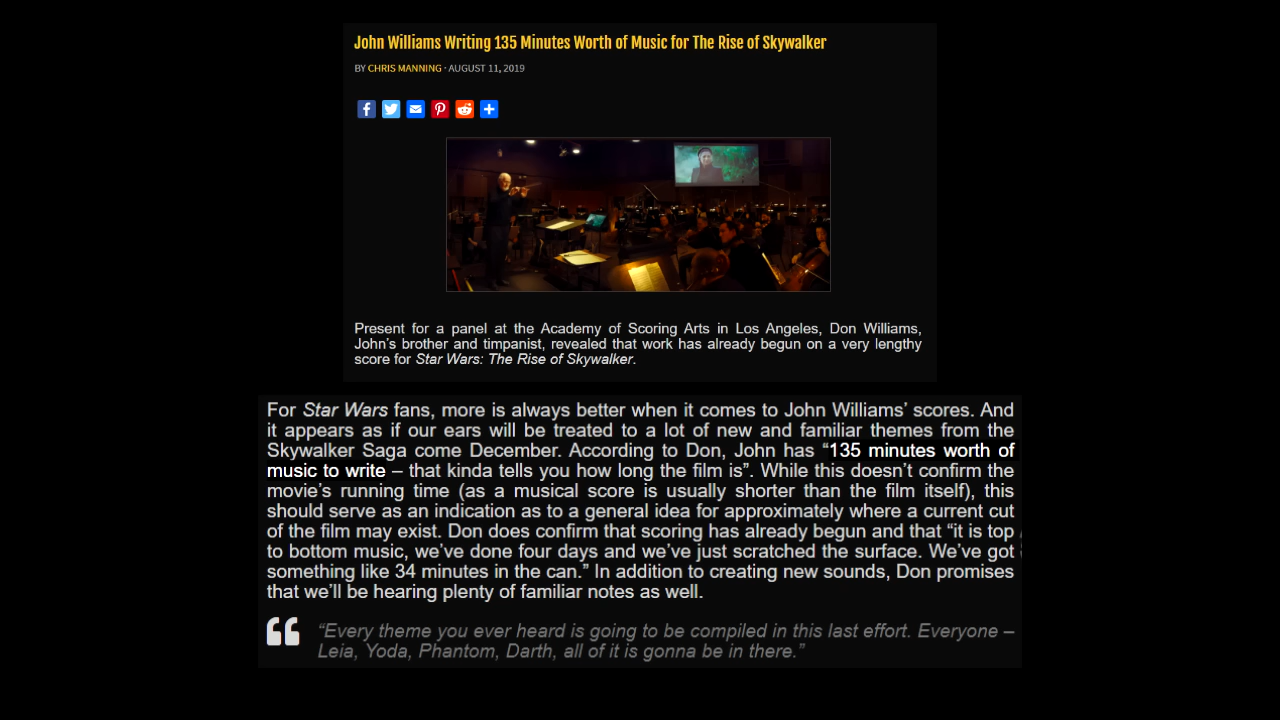 John Williams Writing 135 Minutes Worth of Music for The Rise of Skywalker
BY CHRIS MANNING · AUGUST 11, 2019
Present for a panel at the Academy of Scoring Arts in Los Angeles, Don Williams,
John’s brother and timpanist, revealed that work has already begun on a very lengthy
score for Star Wars: The Rise of Skywalker.
For Star Wars fans, more is always better when it comes to John Williams’ scores. And
it appears as if our ears will be treated to a lot of new and familiar themes from the
Skywalker Saga come December. According to Don, John has “135 minutes worth of
music to write – that kinda tells you how long the film is”. While this doesn’t confirm the
movie’s running time (as a musical score is usually shorter than the film itself), this
should serve as an indication as to a general idea for approximately where a current cut
of the film may exist. Don does confirm that scoring has already begun and that “it is top
to bottom music, we’ve done four days and we’ve just scratched the surface. We’ve got
something like 34 minutes in the can.” In addition to creating new sounds, Don promises
that we’ll be hearing plenty of familiar notes as well.
“Every theme you ever heard is going to be compiled in this last effort. Everyone –
Leia, Yoda, Phantom, Darth, all of it is gonna be in there.”